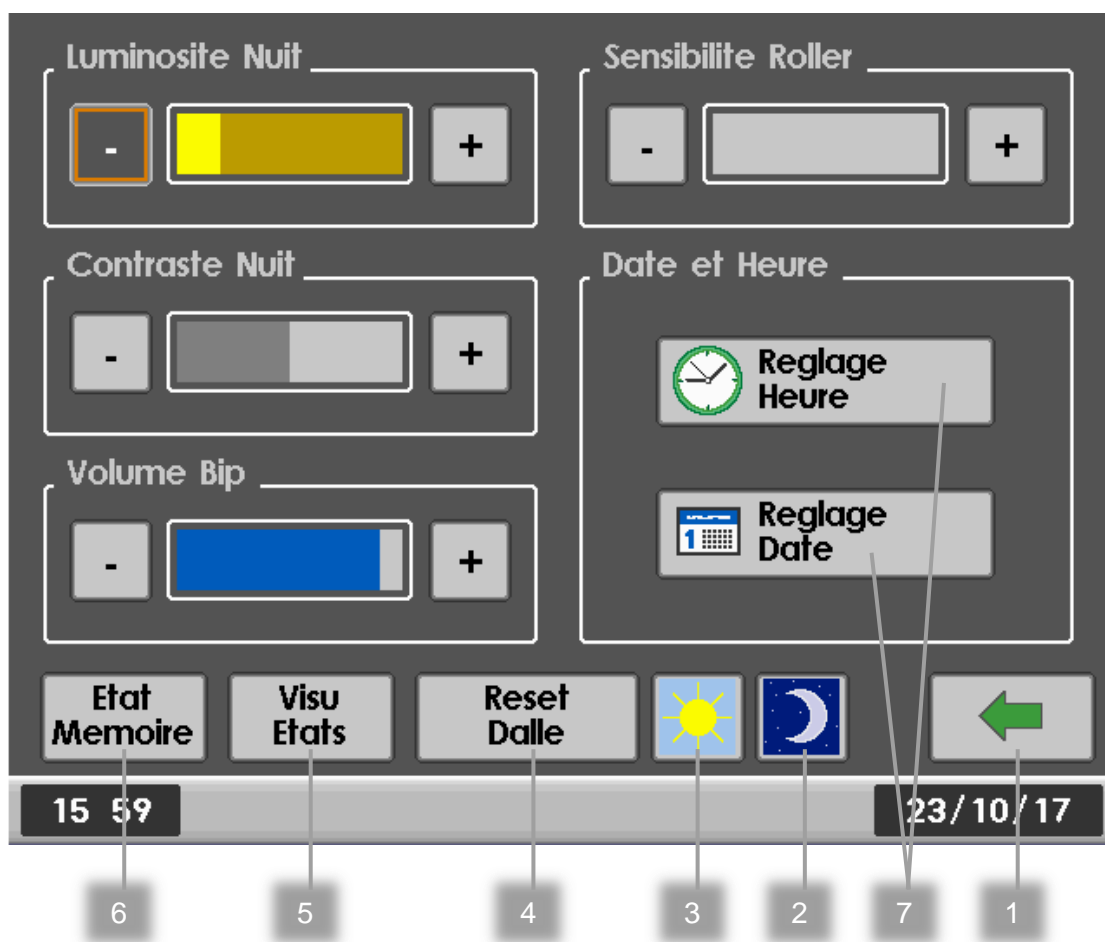 Luminosite Nuit
- +
Sensibilite Roller
- +
Contraste Nuit
- +
Date et Heure
Reglage
Heure
Volume Bip
- +
1
Reglage
Date
Etat
Memoire
Visu
Etats
Reset
Dalle
15 59
23/10/17
6 5 4 3 2 7 1